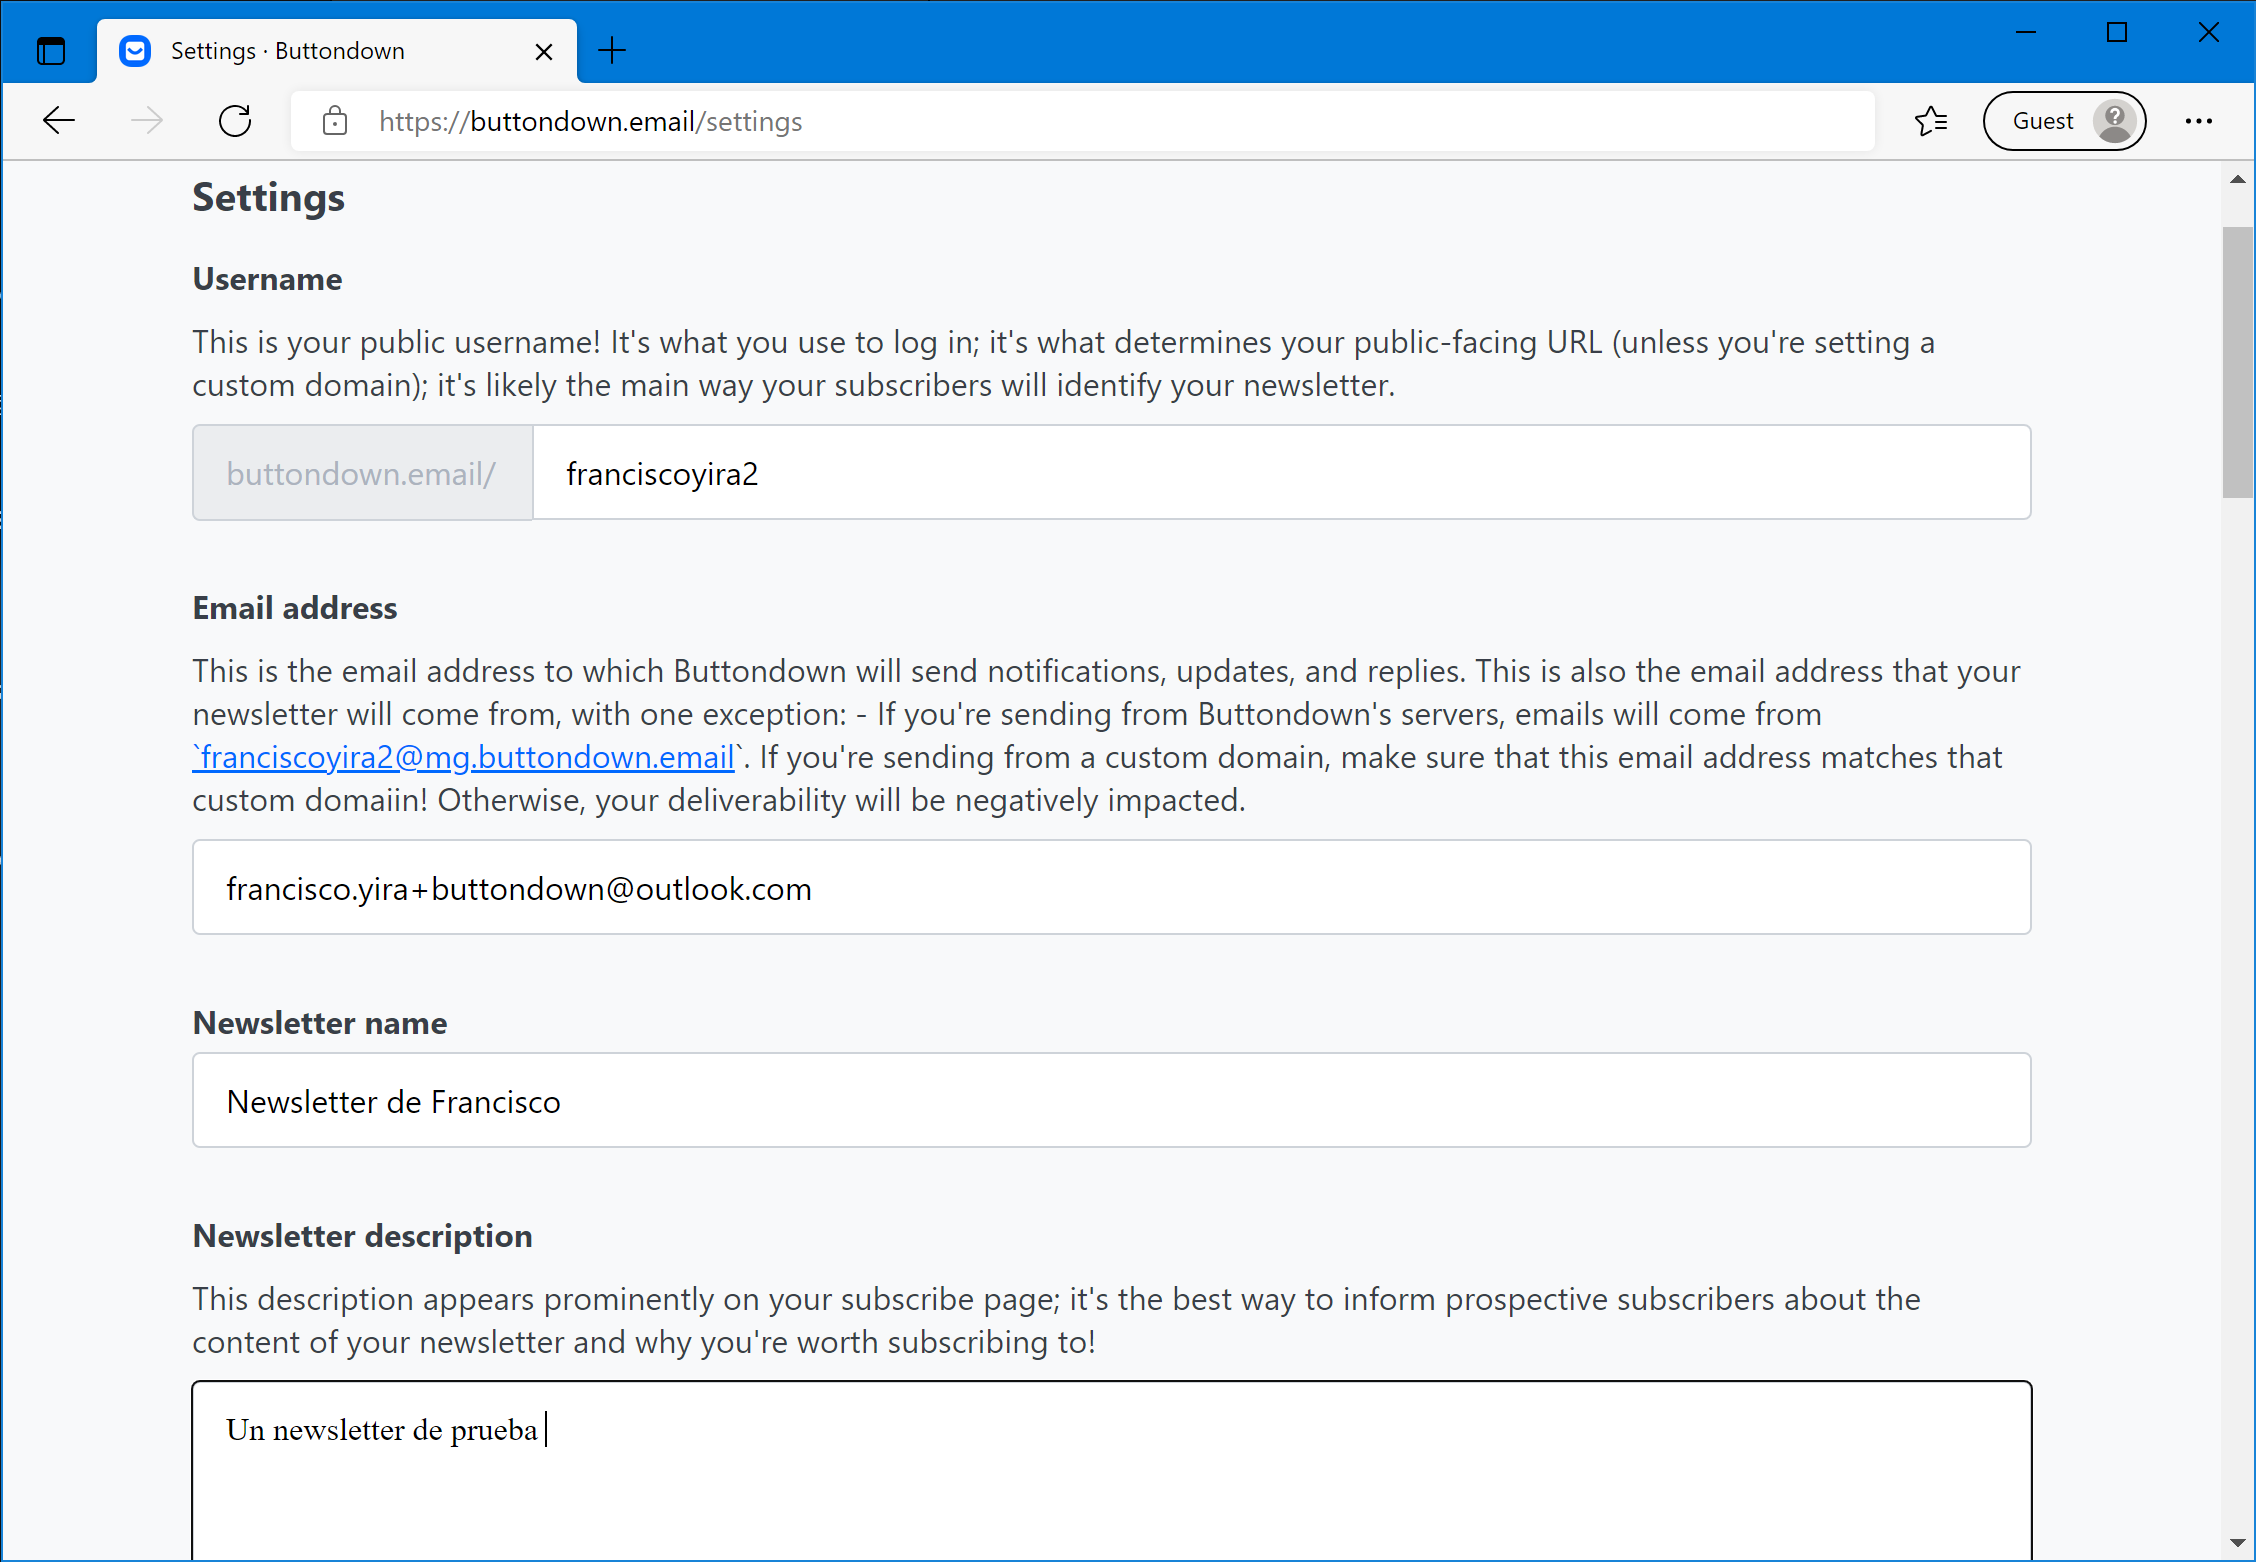 Settings · Buttondown
https://buttondown.email/settings
Guest
Settings
Username
This is your public username! It's what you use to log in; it's what determines your public-facing URL (unless you're setting a
custom domain); it's likely the main way your subscribers will identify your newsletter.
buttondown.email/ franciscoyira2
Email address
This is the email address to which Buttondown will send notifications, updates, and replies. This is also the email address that your
newsletter will come from, with one exception: - If you're sending from Buttondown's servers, emails will come from
`franciscoyira2@mg.buttondown.email`. If you're sending from a custom domain, make sure that this email address matches that
custom domaiin! Otherwise, your deliverability will be negatively impacted.
francisco.yira+buttondown@outlook.com
Newsletter name
Newsletter de Francisco
Newsletter description
This description appears prominently on your subscribe page; it's the best way to inform prospective subscribers about the
content of your newsletter and why you're worth subscribing to!
Un newsletter de prueba